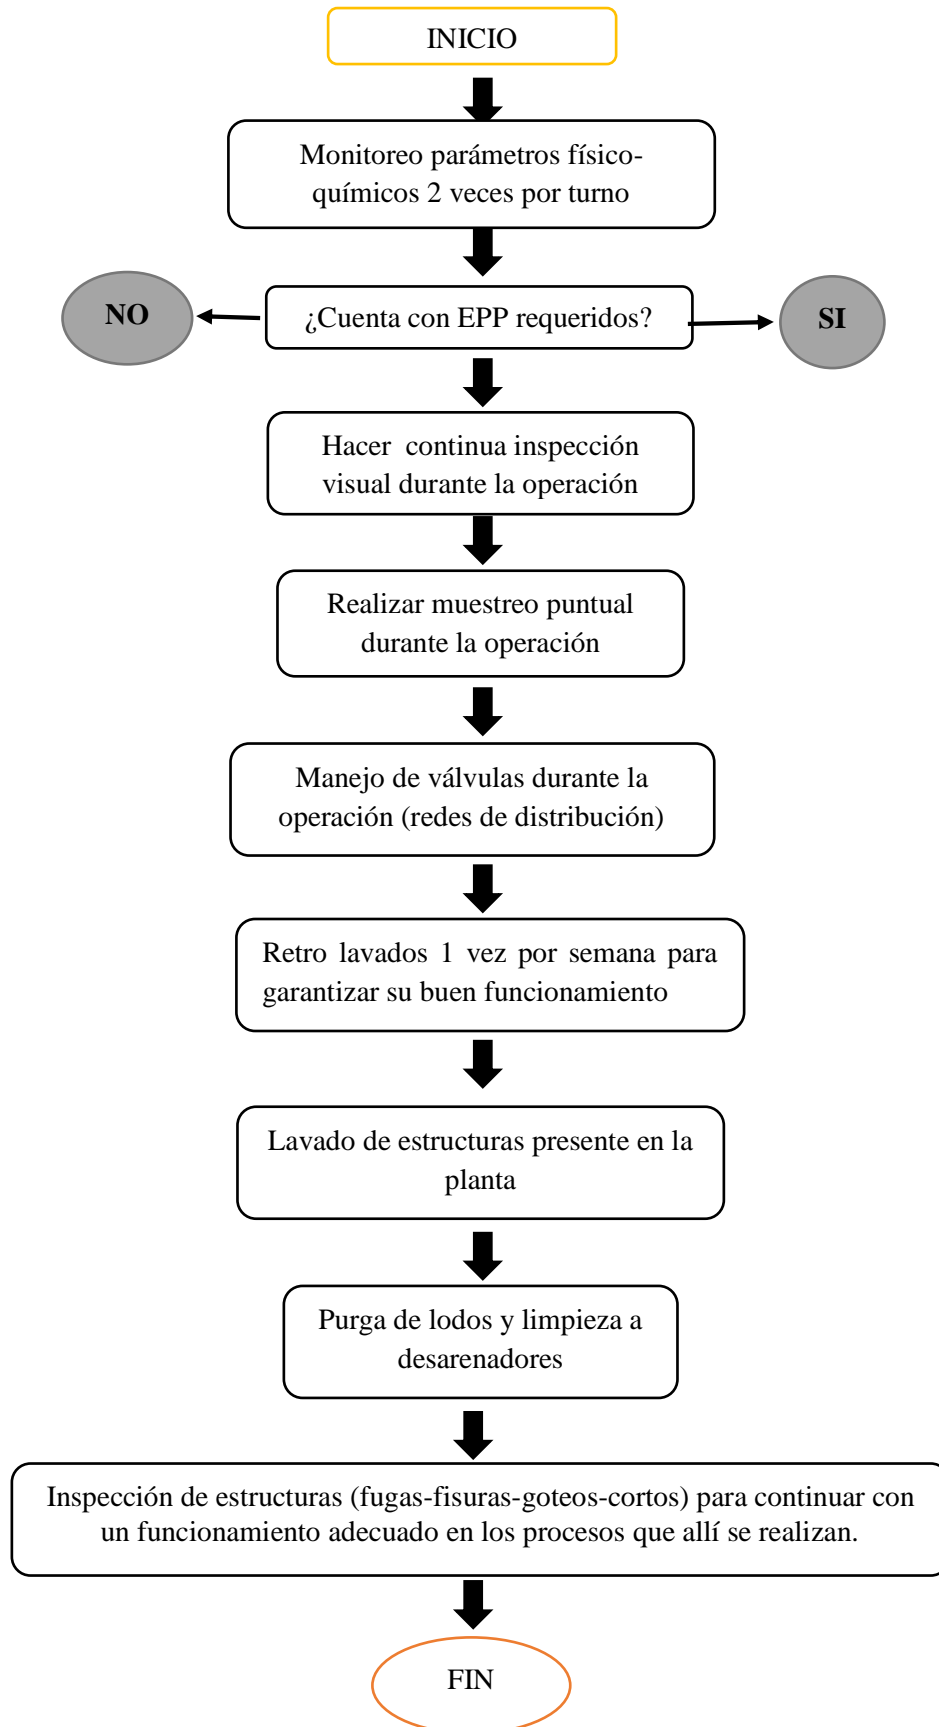 INICIO
Monitoreo parámetros físico-
químicos 2 veces por turno
NO
¿Cuenta con EPP requeridos?
SI
Hacer continua inspección
visual durante la operación
Realizar muestreo puntual
durante la operación
Manejo de válvulas durante la
operación (redes de distribución)
Retro lavados 1 vez por semana para
garantizar su buen funcionamiento
Lavado de estructuras presente en la
planta
Purga de lodos y limpieza a
desarenadores
Inspección de estructuras (fugas-fisuras-goteos-cortos) para continuar con
un funcionamiento adecuado en los procesos que allí se realizan.
FIN